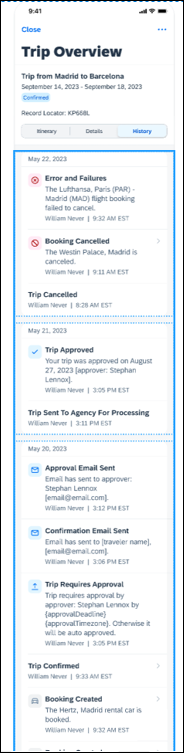 9:41
Close
Trip Overview
Trip from Madrid to Barcelona
September 14, 2023 - September 18, 2023
Confirmed
Record Locator: KP668L
Itinerary Details History
May 22, 2023
Error and Failures
The Lufthansa, Paris (PAR) -
Madrid (MAD) flight booking
failed to cancel.
William Never | 9:32 AM EST
Booking Cancelled
The Westin Palace, Madrid is
canceled.
William Never | 9:11 AM EST
Trip Cancelled
William Never | 8:28 AM EST
May 21, 2023
Trip Approved
Your trip was approved on August
27, 2023 [approver: Stephan
Lennox].
William Never | 3:05 PM EST
Trip Sent To Agency For Processing
William Never | 3:11 PM EST
May 20, 2023
Approval Email Sent
Email has sent to approver:
Stephan Lennox
[email@email.com].
William Never | 3:12 PM EST
Confirmation Email Sent
Email has sent to [traveler name],
[email@email.com].
William Never | 3:06 PM EST
Trip Requires Approval
Trip requires approval by
approver: Stephan Lennox by
{approvalDeadline}
{approvalTimezone}. Otherwise it
will be auto approved.
William Never | 3:05 PM EST
Trip Confirmed
William Never | 9:33 AM EST
Booking Created
The Hertz, Madrid rental car is
booked.
William Never | 9:32 AM EST